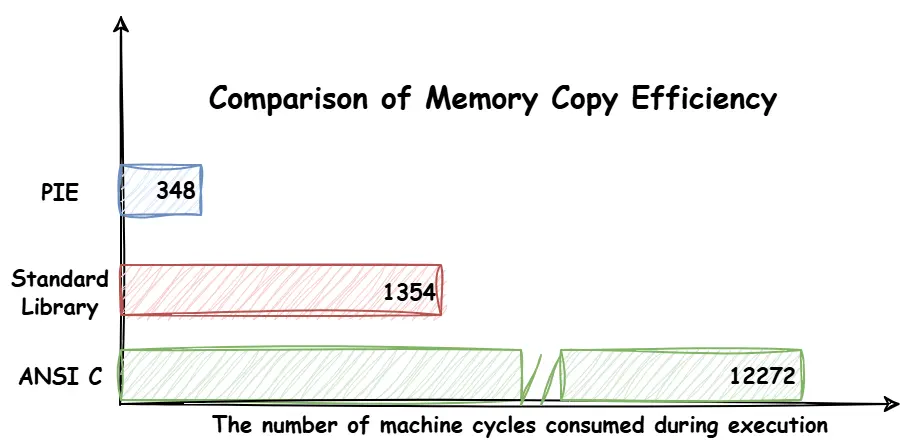 Comparison of Memory Copy Efficiency
PIE
348
Standard
Library
1354
ANSI C
12272
The number of machine cycles consumed during execution